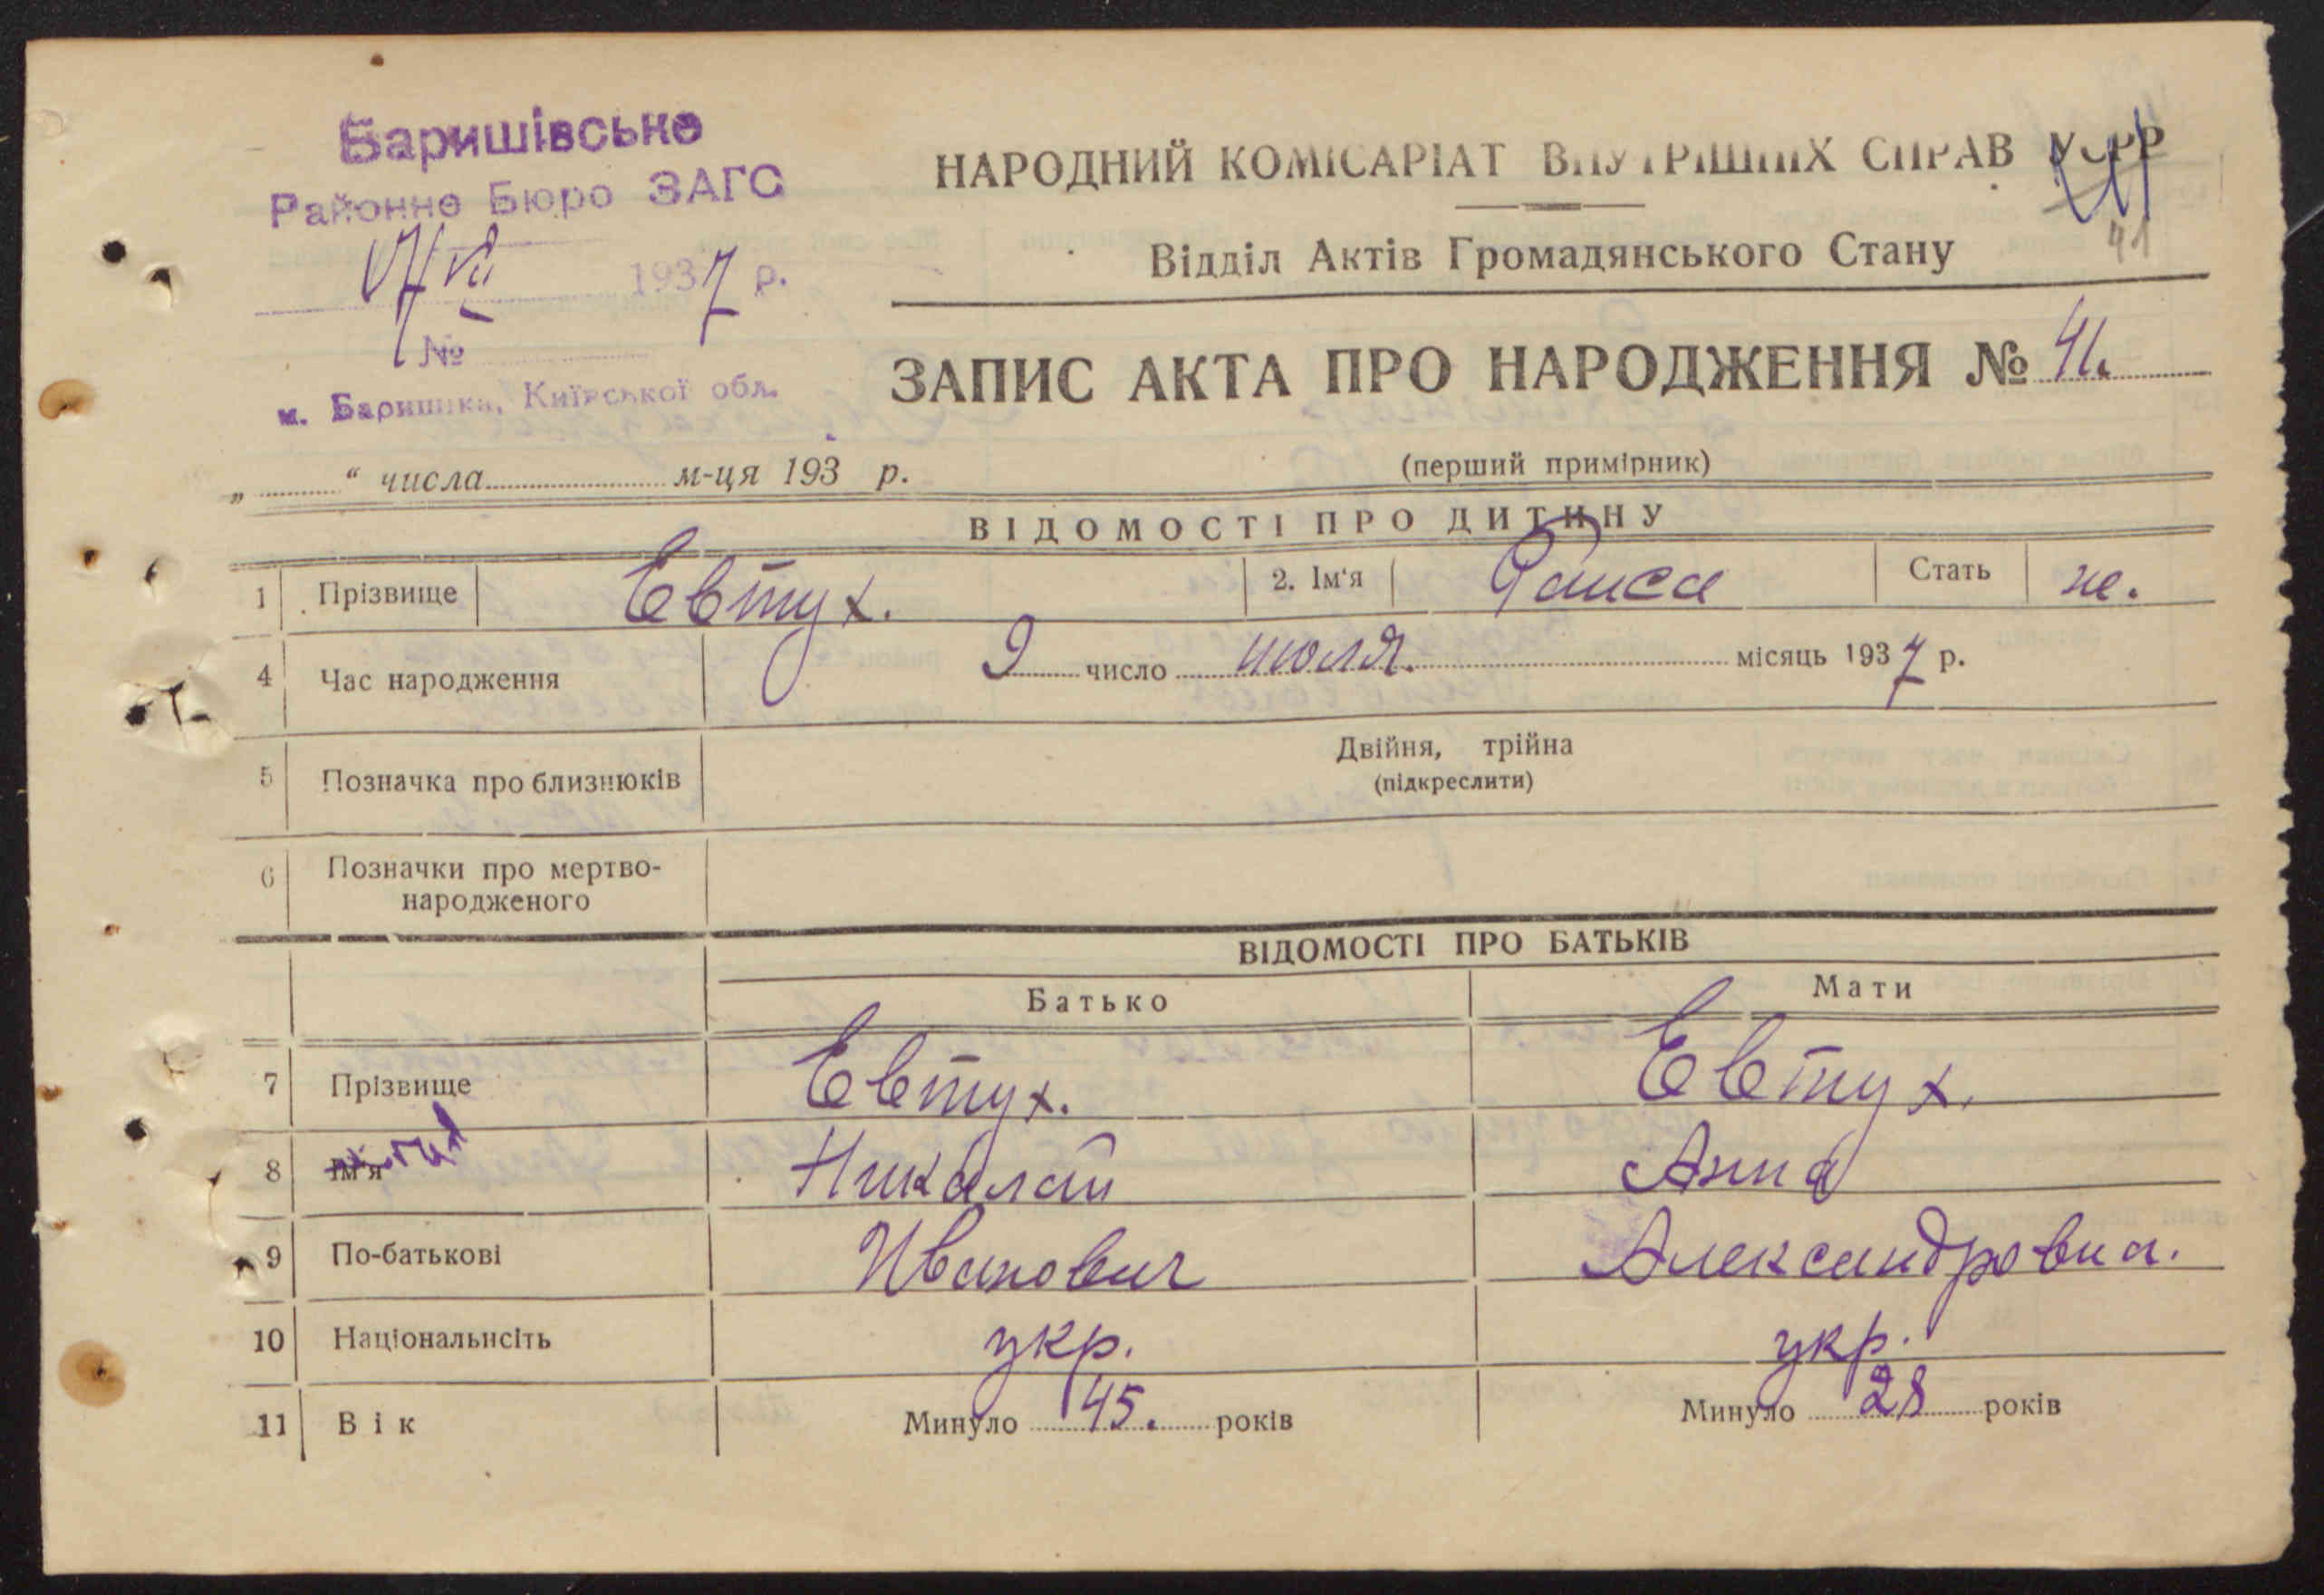 Баришівське
Районне Бюро ЗАГС
17/VII 1937 р.
№
м. Баришівка, Київської обл.
НАРОДНИЙ КОМІСАРІАТ ВНУТРІШНІХ СПРАВ УСРР
41
Відділ Актів Громадянського Стану
ЗАПИС АКТА ПРО НАРОДЖЕННЯ № 41.
„ “ числа м-ця 193 р.
(перший примірник)
ВІДОМОСТІ ПРО ДИТИНУ
1 Прізвище Евтух. 2. Ім'я Раиса Стать ж.
4 Час народження 9 число июля. місяць 1937 р.
5 Позначка про близнюків Двійня, трійна
(підкреслити)
6 Позначки про мертво-
народженого
ВІДОМОСТІ ПРО БАТЬКІВ
Батько Мати
7 Прізвище Евтух. Евтух.
8 Ім'я Никалай Анна
9 По-батькові Иванович Александровна.
10 Національнсіть укр. укр.
11 Вік Минуло 45. років Минуло 28 років